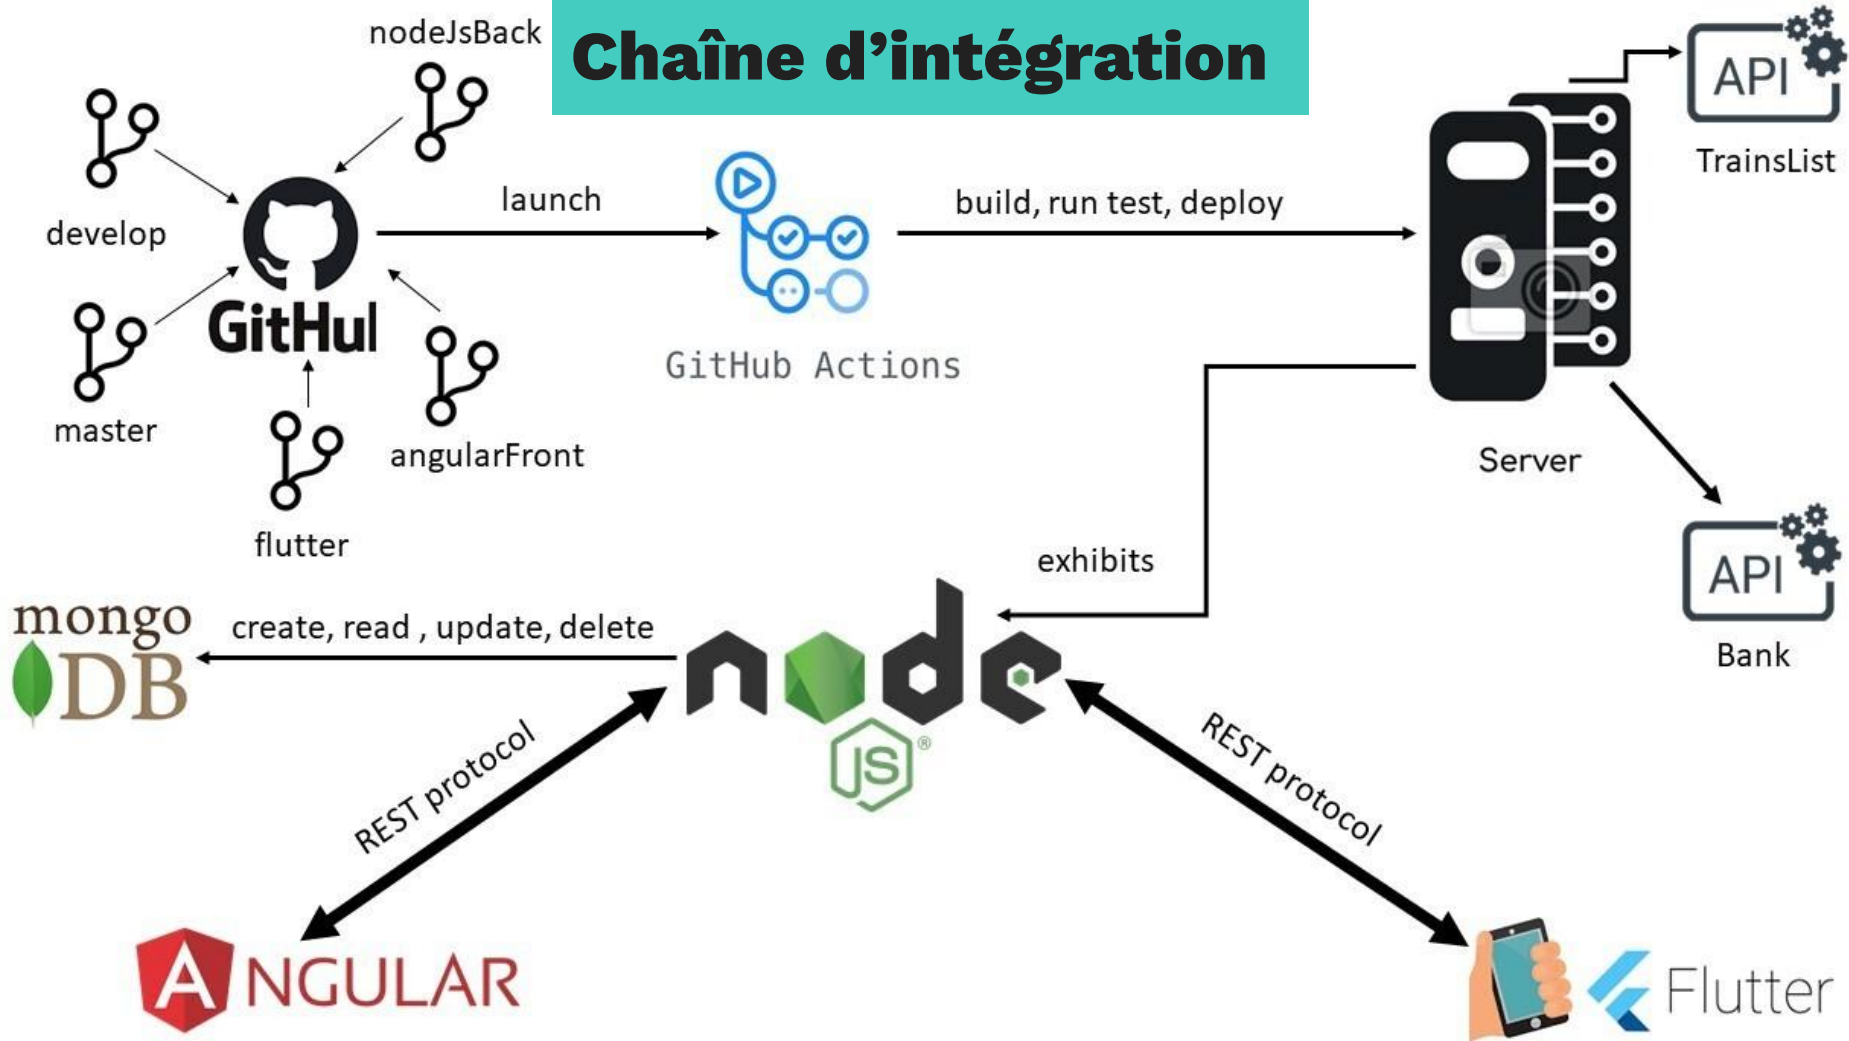 Chaîne d’intégration
nodeJsBack
develop
GitHul
master
angularFront
flutter
launch
GitHub Actions
build, run test, deploy
Server
API
TrainsList
API
Bank
exhibits
mongo
DB
create, read , update, delete
node
JS
®
REST protocol
REST protocol
ANGULAR
Flutter